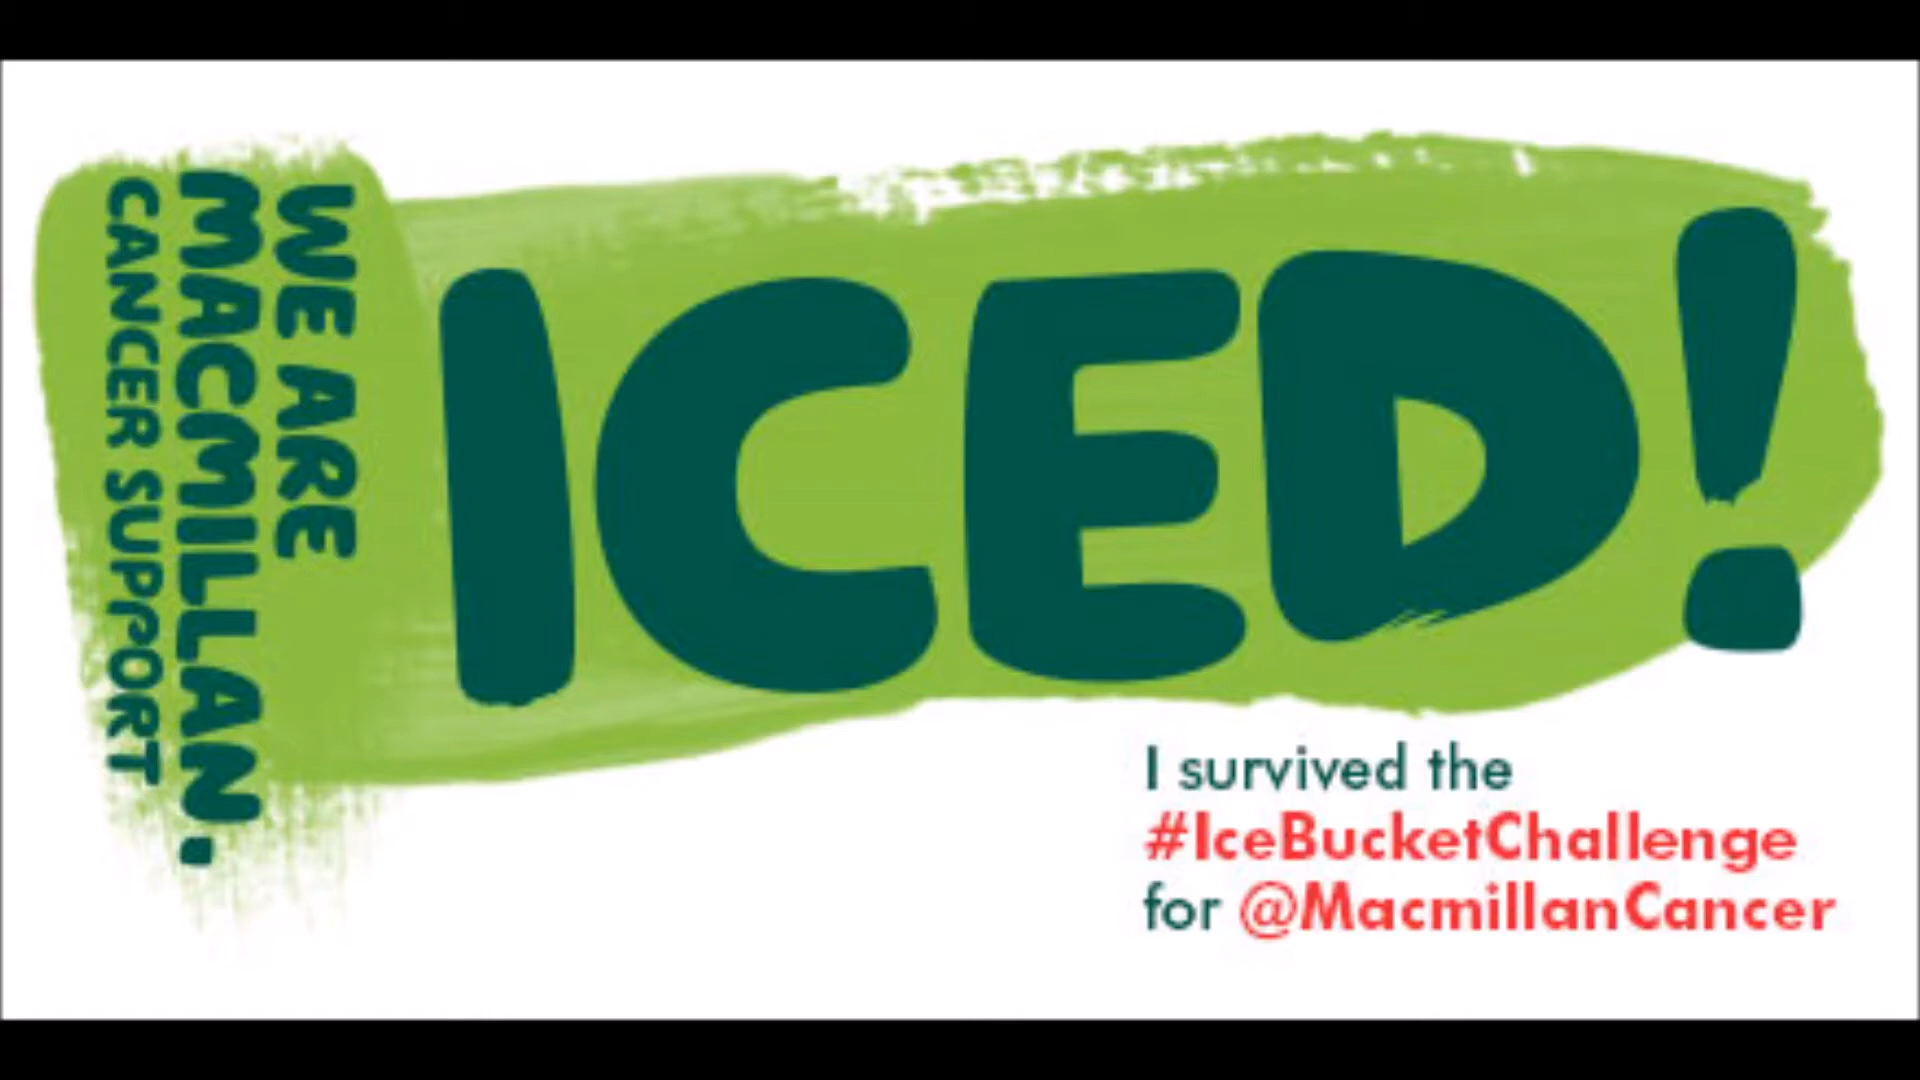 WE ARE
MACMILLAN.
CANCER SUPPORT
ICED!
I survived the
#IceBucketChallenge
for @MacmillanCancer